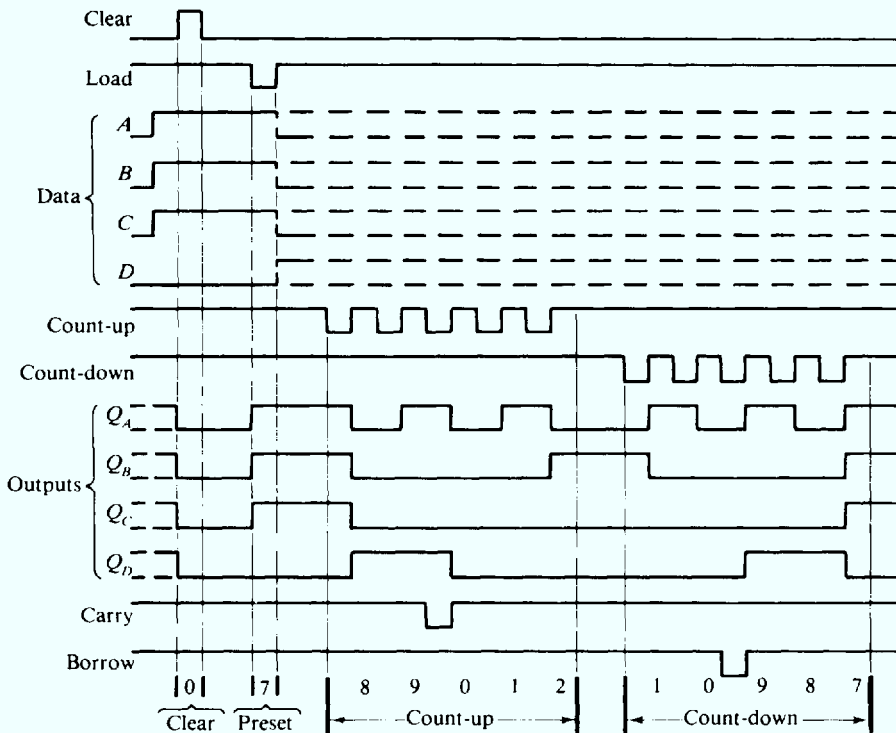 Clear
Load
A
B
Data
C
D
Count-up
Count-down
Q_A
Q_B
Outputs
Q_C
Q_D
Carry
Borrow
0 7 8 9 0 1 2 1 0 9 8 7
Clear Preset Count-up Count-down